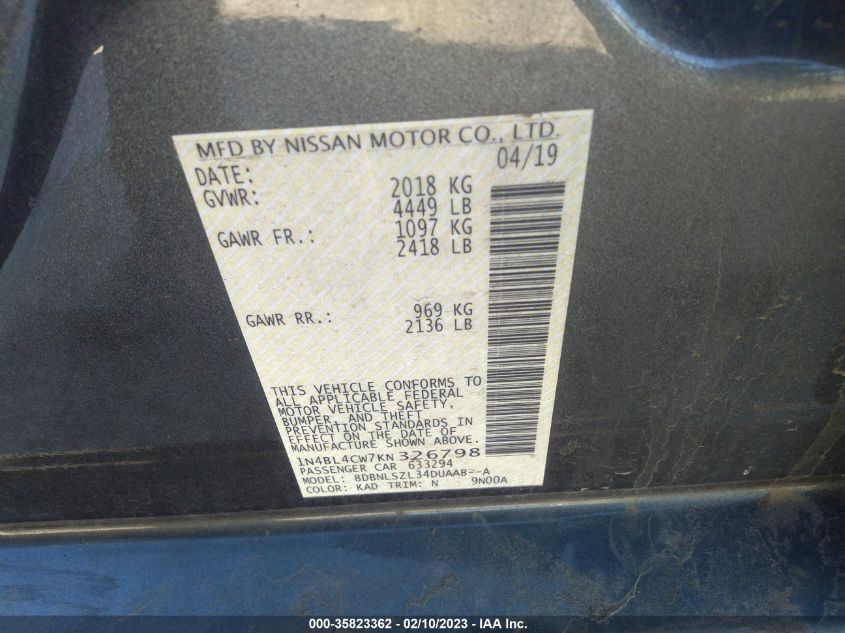 MFD BY NISSAN MOTOR CO., LTD.
DATE: 04/19
GVWR: 2018 KG
4449 LB
GAWR FR.: 1097 KG
2418 LB
GAWR RR.: 969 KG
2136 LB
THIS VEHICLE CONFORMS TO
ALL APPLICABLE FEDERAL
MOTOR VEHICLE SAFETY,
BUMPER, AND THEFT
PREVENTION STANDARDS IN
EFFECT ON THE DATE OF
MANUFACTURE SHOWN ABOVE.
1N4BL4CW7KN326798
PASSENGER CAR 633294
MODEL: BDBNLSZL34DUAAB--A
COLOR: KAD TRIM: N 9N00A
000-35823362 - 02/10/2023 - IAA Inc.